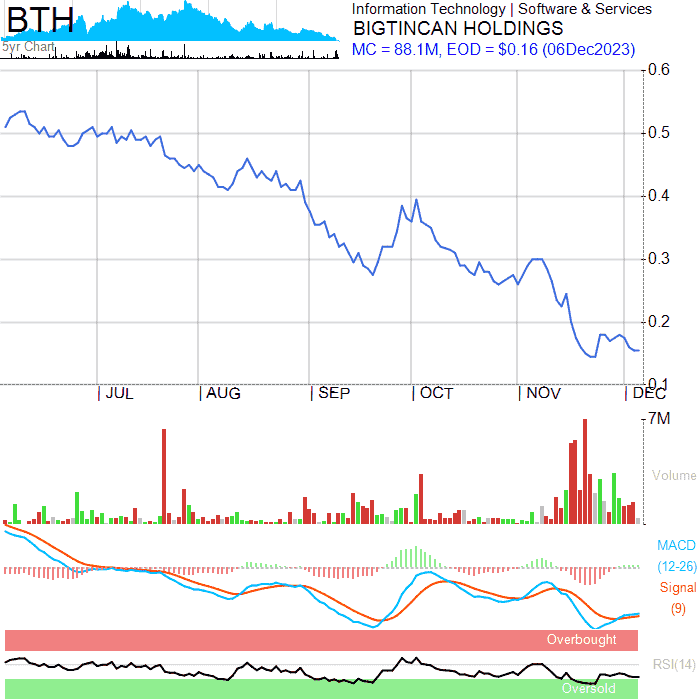 BTH
5yr Chart
Information Technology | Software & Services
BIGTINCAN HOLDINGS
MC = 88.1M, EOD = $0.16 (06Dec2023)
0.6
0.5
0.4
0.3
0.2
0.1
JUL AUG SEP OCT NOV DEC
7M
Volume
MACD
(12-26)
Signal
(9)
Overbought
RSI(14)
Oversold